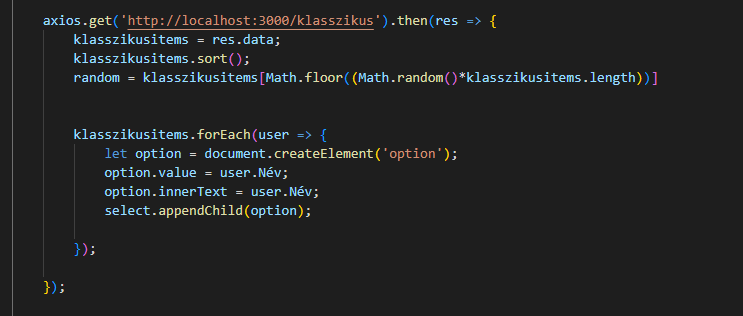 axios.get('http://localhost:3000/klasszikus').then(res => {
klasszikusitems = res.data;
klasszikusitems.sort();
random = klasszikusitems[Math.floor((Math.random()*klasszikusitems.length))]
klasszikusitems.forEach(user => {
let option = document.createElement('option');
option.value = user.Név;
option.innerText = user.Név;
select.appendChild(option);
});
});